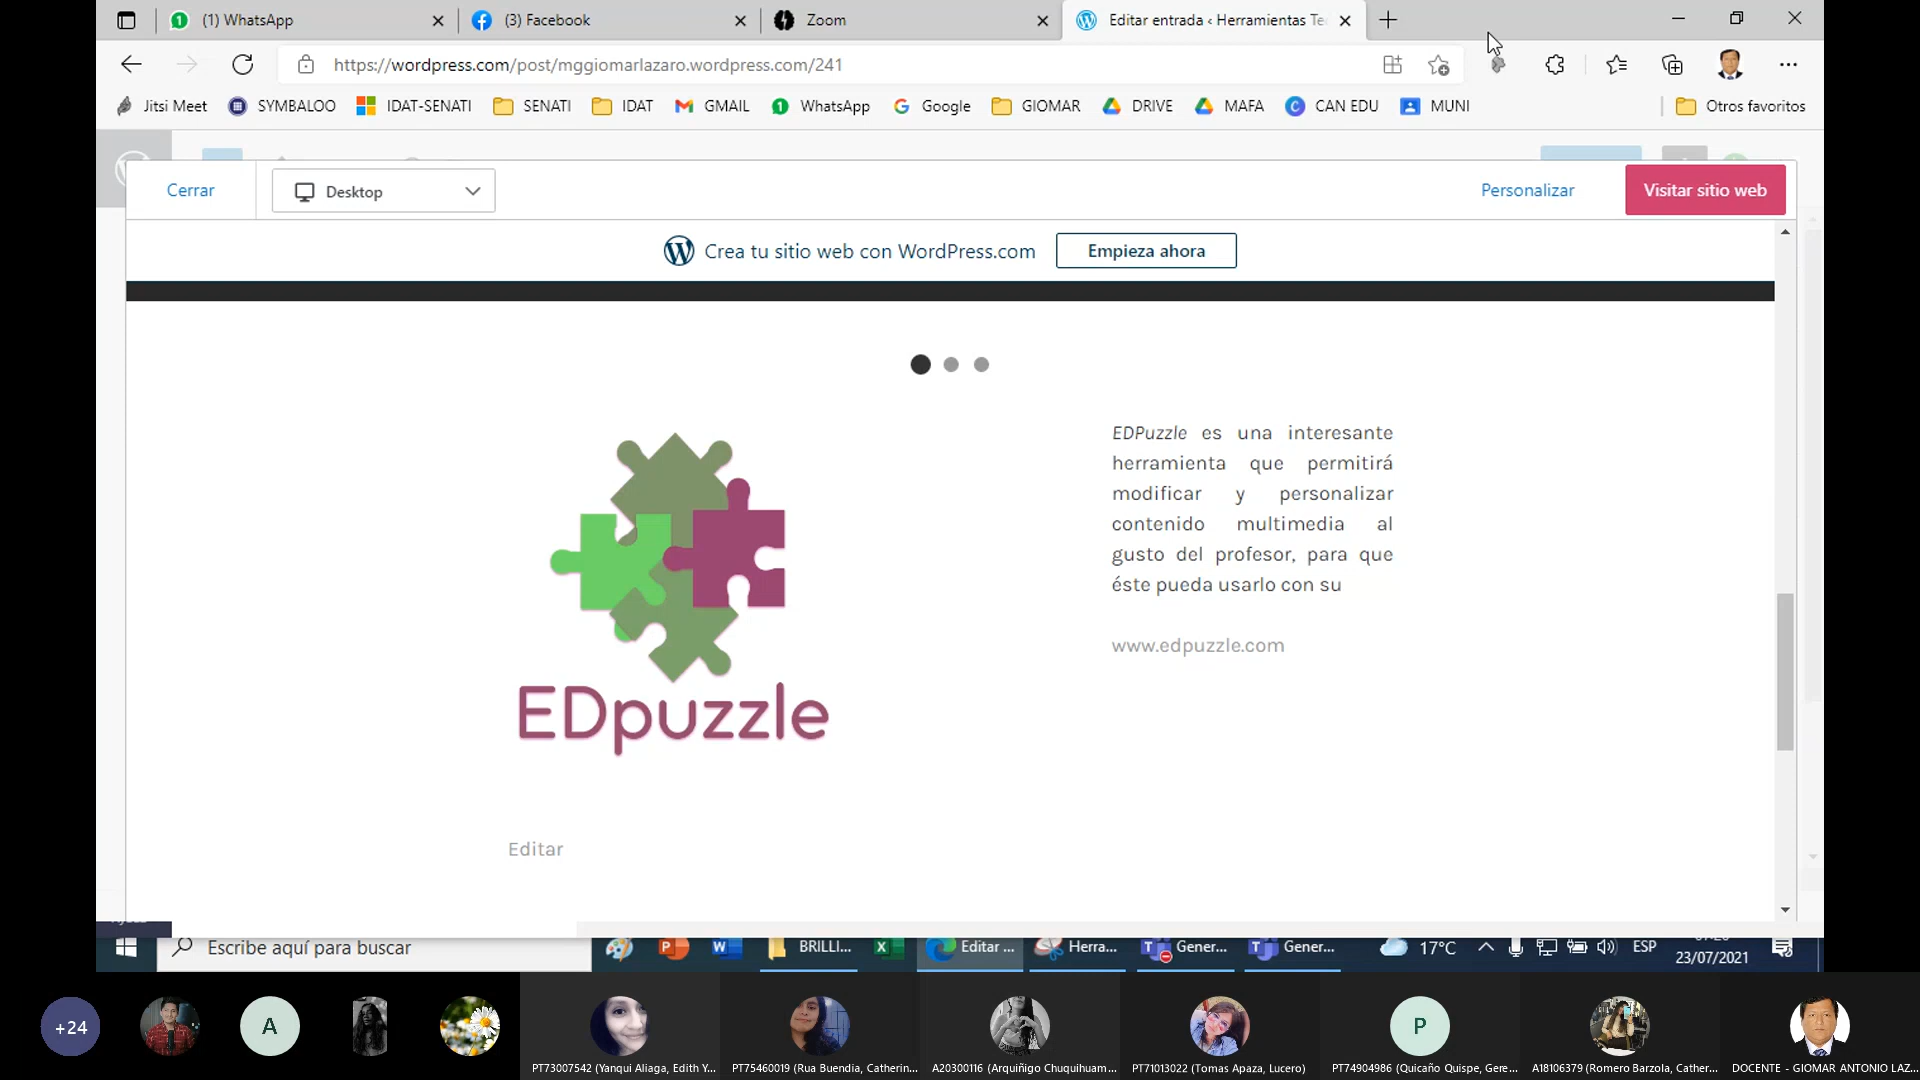 (1) WhatsApp
(3) Facebook
Zoom
Editar entrada ‹ Herramientas Te
https://wordpress.com/post/mggiomarlazaro.wordpress.com/241
Jitsi Meet
SYMBALOO
IDAT-SENATI
SENATI
IDAT
GMAIL
WhatsApp
Google
GIOMAR
DRIVE
MAFA
CAN EDU
MUNI
Otros favoritos
Cerrar
Desktop
Personalizar
Visitar sitio web
Crea tu sitio web con WordPress.com
Empieza ahora
EDPuzzle es una interesante
herramienta que permitirá
modificar y personalizar
contenido multimedia al
gusto del profesor, para que
éste pueda usarlo con su
www.edpuzzle.com
EDpuzzle
Editar
Escribe aquí para buscar
BRILLI...
Editar ...
Herra...
Gener...
Gener...
17°C
ESP
23/07/2021
+24
A
P
PT73007542 (Yanqui Aliaga, Edith Y...
PT75460019 (Rua Buendia, Catherin...
A20300116 (Arquiñigo Chuquihuam...
PT71013022 (Tomas Apaza, Lucero)
PT74904986 (Quicaño Quispe, Gere...
A18106379 (Romero Barzola, Cather...
DOCENTE - GIOMAR ANTONIO LAZ...